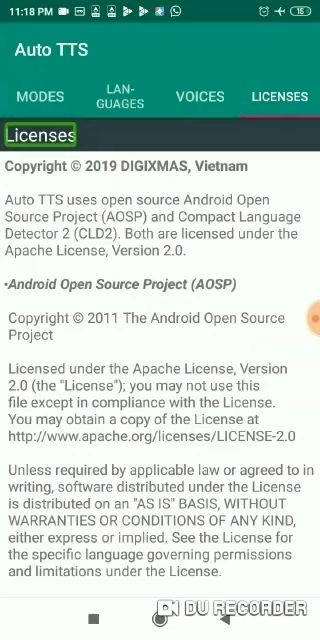 11:18 PM
15
Auto TTS
MODES
LAN-
GUAGES
VOICES
LICENSES
Licenses
Copyright © 2019 DIGIXMAS, Vietnam
Auto TTS uses open source Android Open
Source Project (AOSP) and Compact Language
Detector 2 (CLD2). Both are licensed under the
Apache License, Version 2.0.
•Android Open Source Project (AOSP)
Copyright © 2011 The Android Open Source
Project
Licensed under the Apache License, Version
2.0 (the "License"); you may not use this
file except in compliance with the License.
You may obtain a copy of the License at
http://www.apache.org/licenses/LICENSE-2.0
Unless required by applicable law or agreed to in
writing, software distributed under the License
is distributed on an "AS IS" BASIS, WITHOUT
WARRANTIES OR CONDITIONS OF ANY KIND,
either express or implied. See the License for
the specific language governing permissions
and limitations under the License.
DU RECORDER